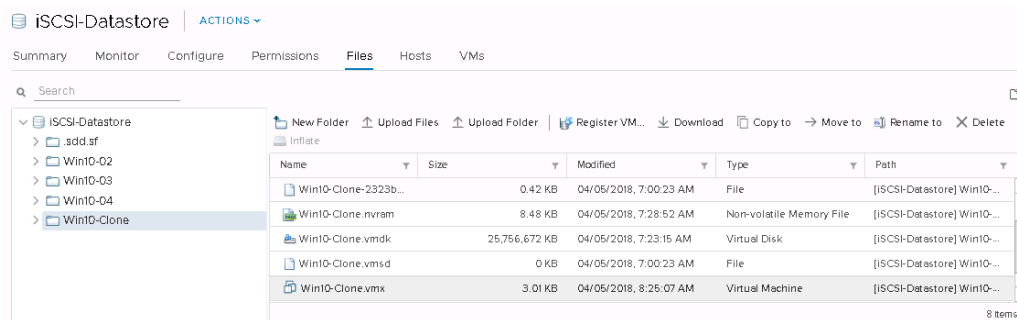 iSCSI-Datastore ACTIONS
Summary Monitor Configure Permissions Files Hosts VMs
Search
iSCSI-Datastore
.sdd.sf
Win10-02
Win10-03
Win10-04
Win10-Clone
New Folder Upload Files Upload Folder Register VM... Download Copy to Move to Rename to Delete
Inflate
Name Size Modified Type Path
Win10-Clone-2323b... 0.42 KB 04/05/2018, 7:00:23 AM File [iSCSI-Datastore] Win10-...
Win10-Clone.nvram 8.48 KB 04/05/2018, 7:28:52 AM Non-volatile Memory File [iSCSI-Datastore] Win10-...
Win10-Clone.vmdk 25,756,672 KB 04/05/2018, 7:23:15 AM Virtual Disk [iSCSI-Datastore] Win10-...
Win10-Clone.vmsd 0 KB 04/05/2018, 7:00:23 AM File [iSCSI-Datastore] Win10-...
Win10-Clone.vmx 3.01 KB 04/05/2018, 8:25:07 AM Virtual Machine [iSCSI-Datastore] Win10-...
8 items